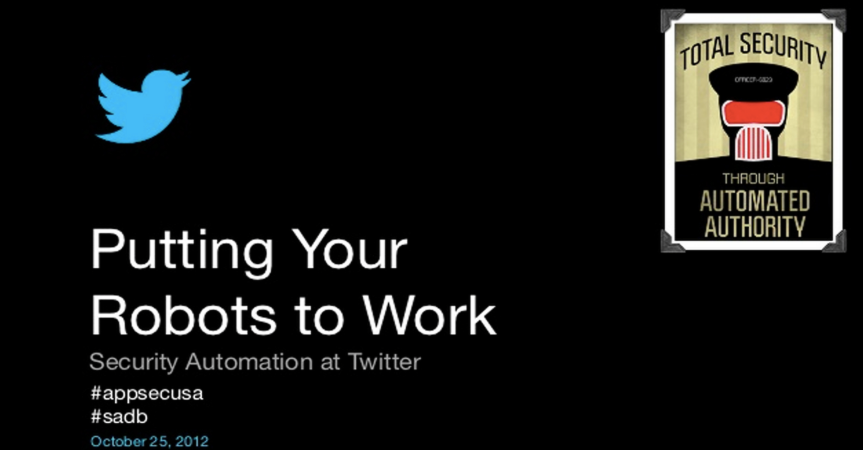 Putting Your
Robots to Work
Security Automation at Twitter
#appsecusa
#sadb
October 25, 2012
TOTAL SECURITY
THROUGH
AUTOMATED
AUTHORITY